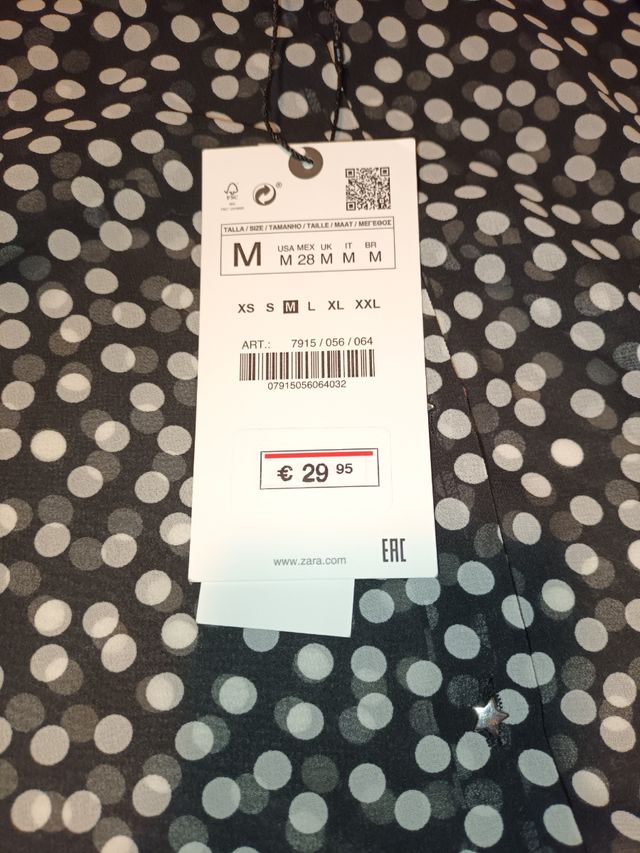 FSC
®
TALLA / SIZE / TAMANHO / TAILLE / MAAT / ΜΕΓΕΘΟΣ
M USA MEX UK IT BR
M 28 M M M
XS S M L XL XXL
ART.: 7915 / 056 / 064
07915056064032
€ 29 95
www.zara.com EAC